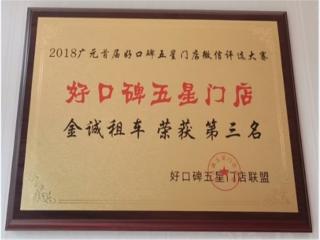 2018广元首届好口碑五星门店微信评选大赛
好口碑五星门店
金诚租车 荣获 第三名
好口碑五星门店联盟